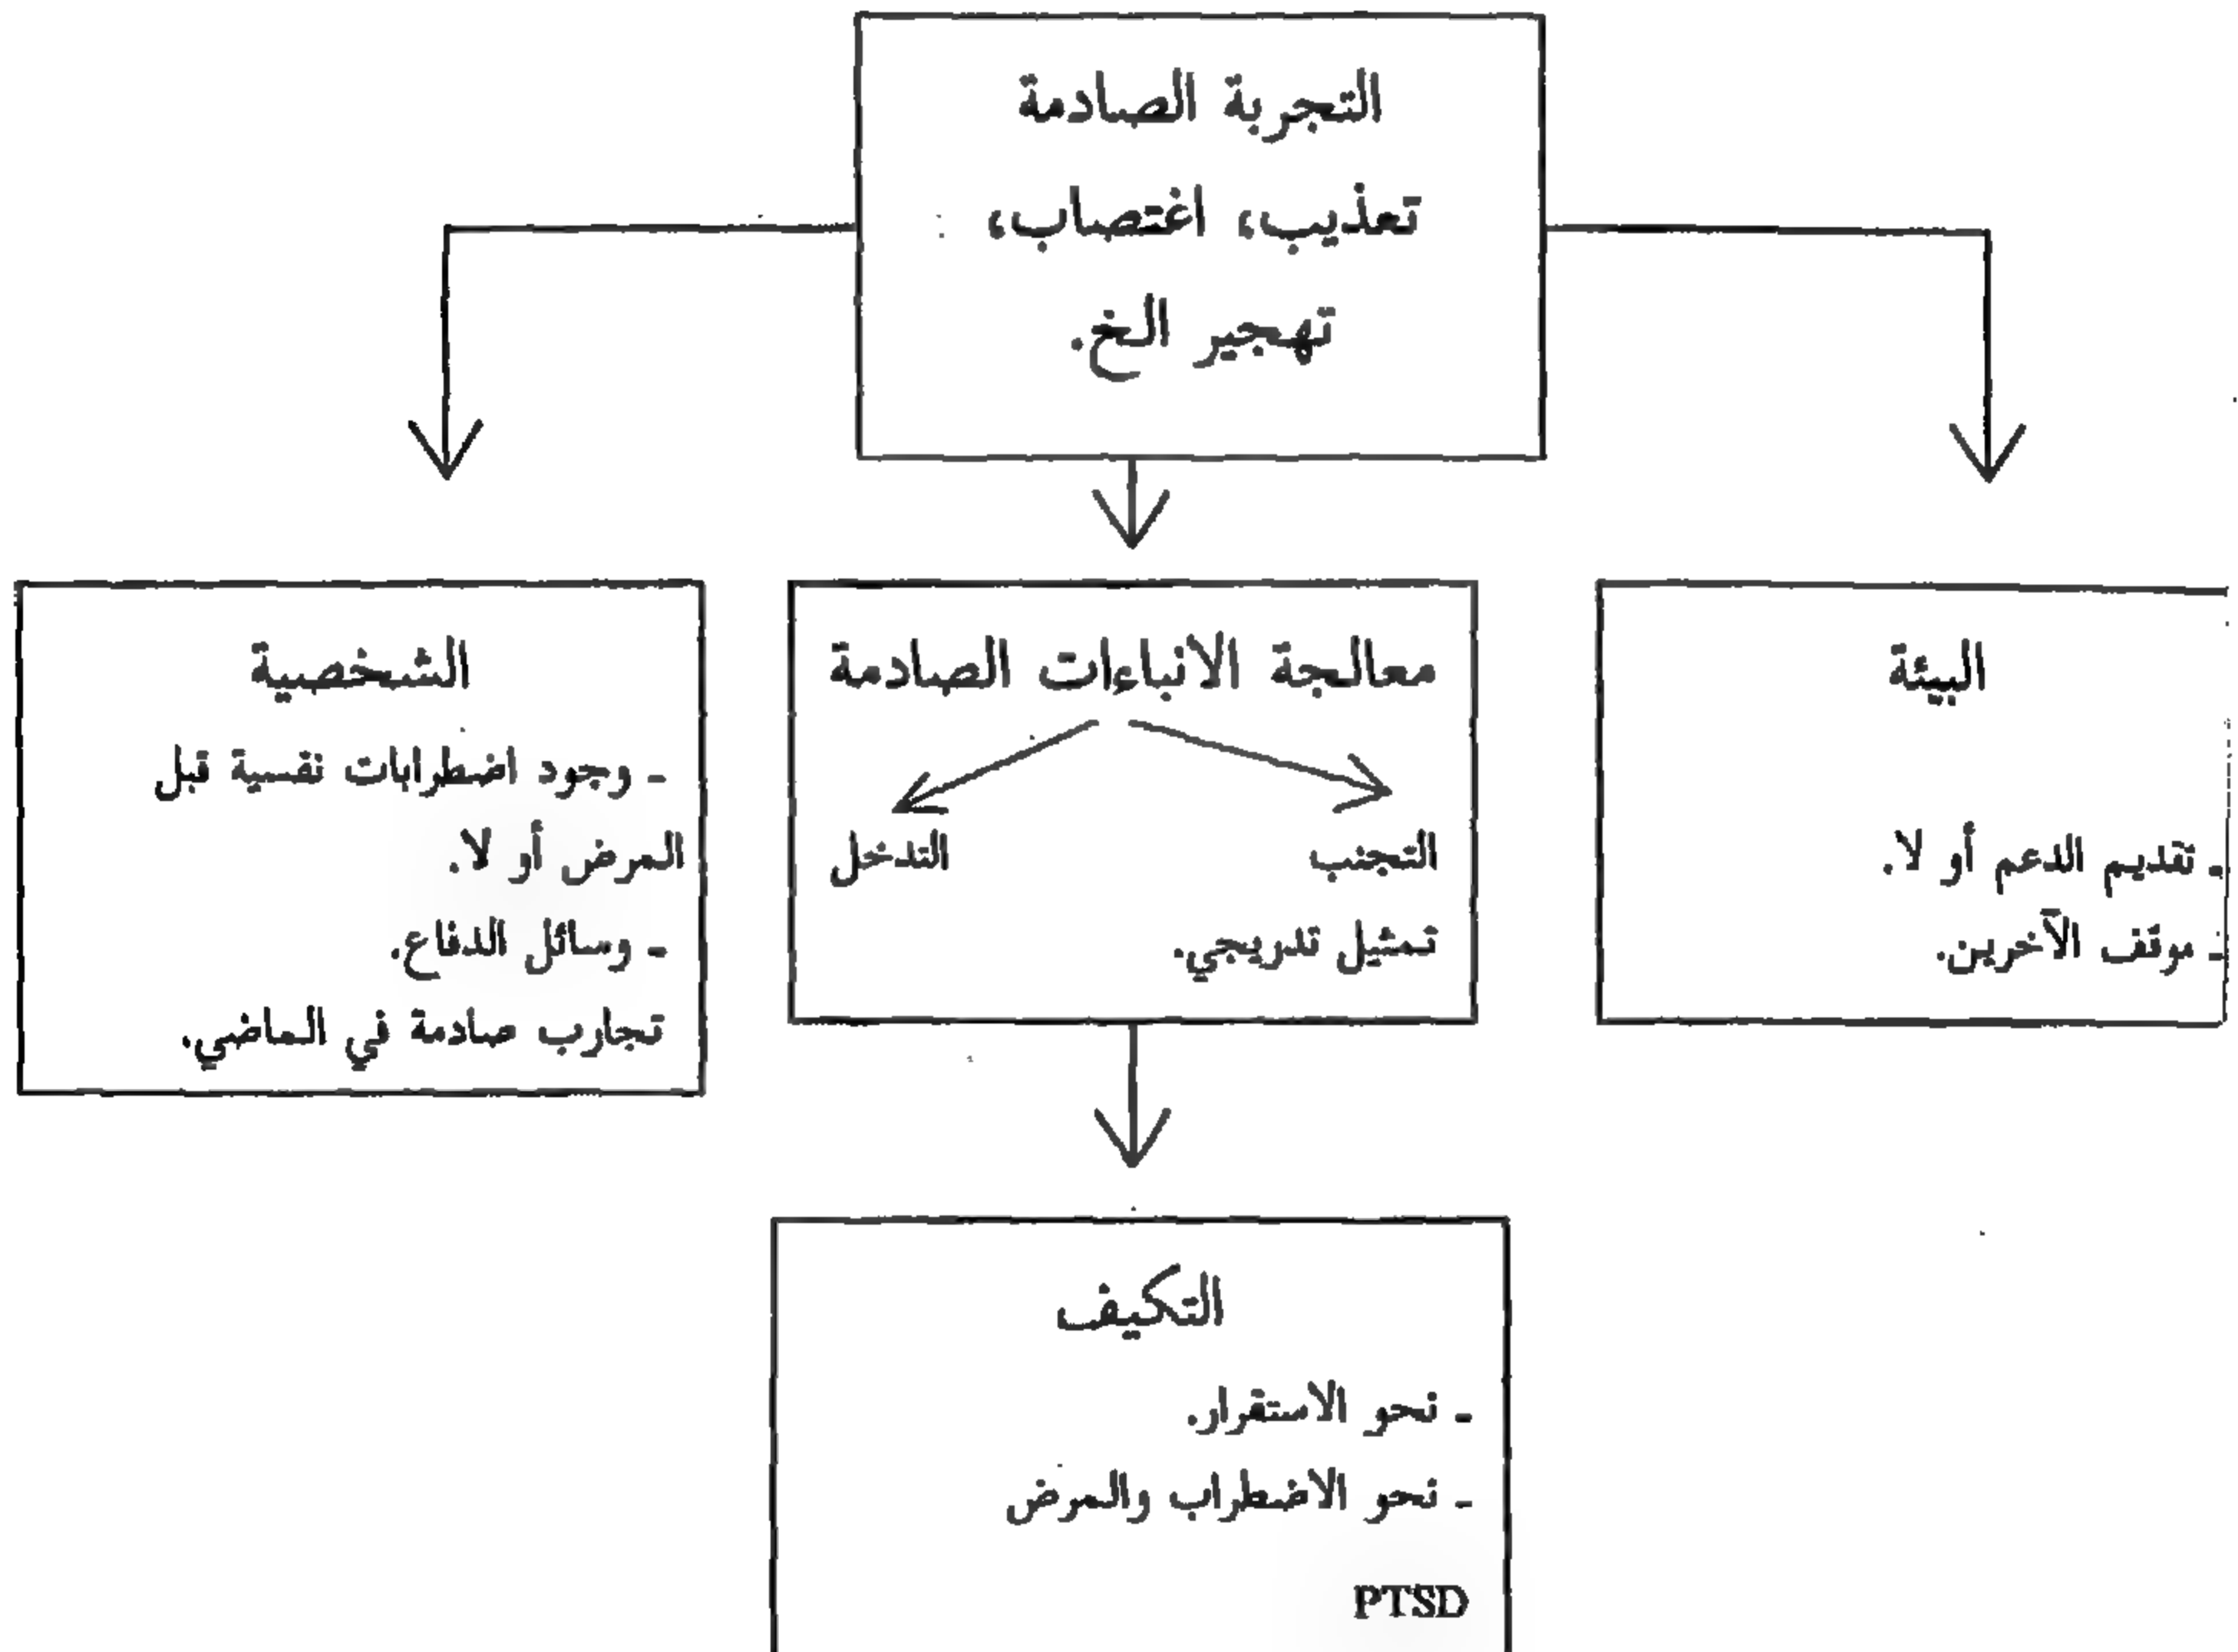 التجربة الصادمة
تعذيب، اغتصاب،
تهجير الخ.
البيئة
- تقديم الدعم أو لا.
- موقف الآخرين.
معالجة الانباءات الصادمة
التجنب التدخل
تمثيل تدريجي.
الشخصية
- وجود اضطرابات نفسية قبل
المرض أو لا.
- وسائل الدفاع.
تجارب صادمة في الماضي.
التكيف
- نحو الاستقرار.
- نحو الاضطراب والمرض
PTSD